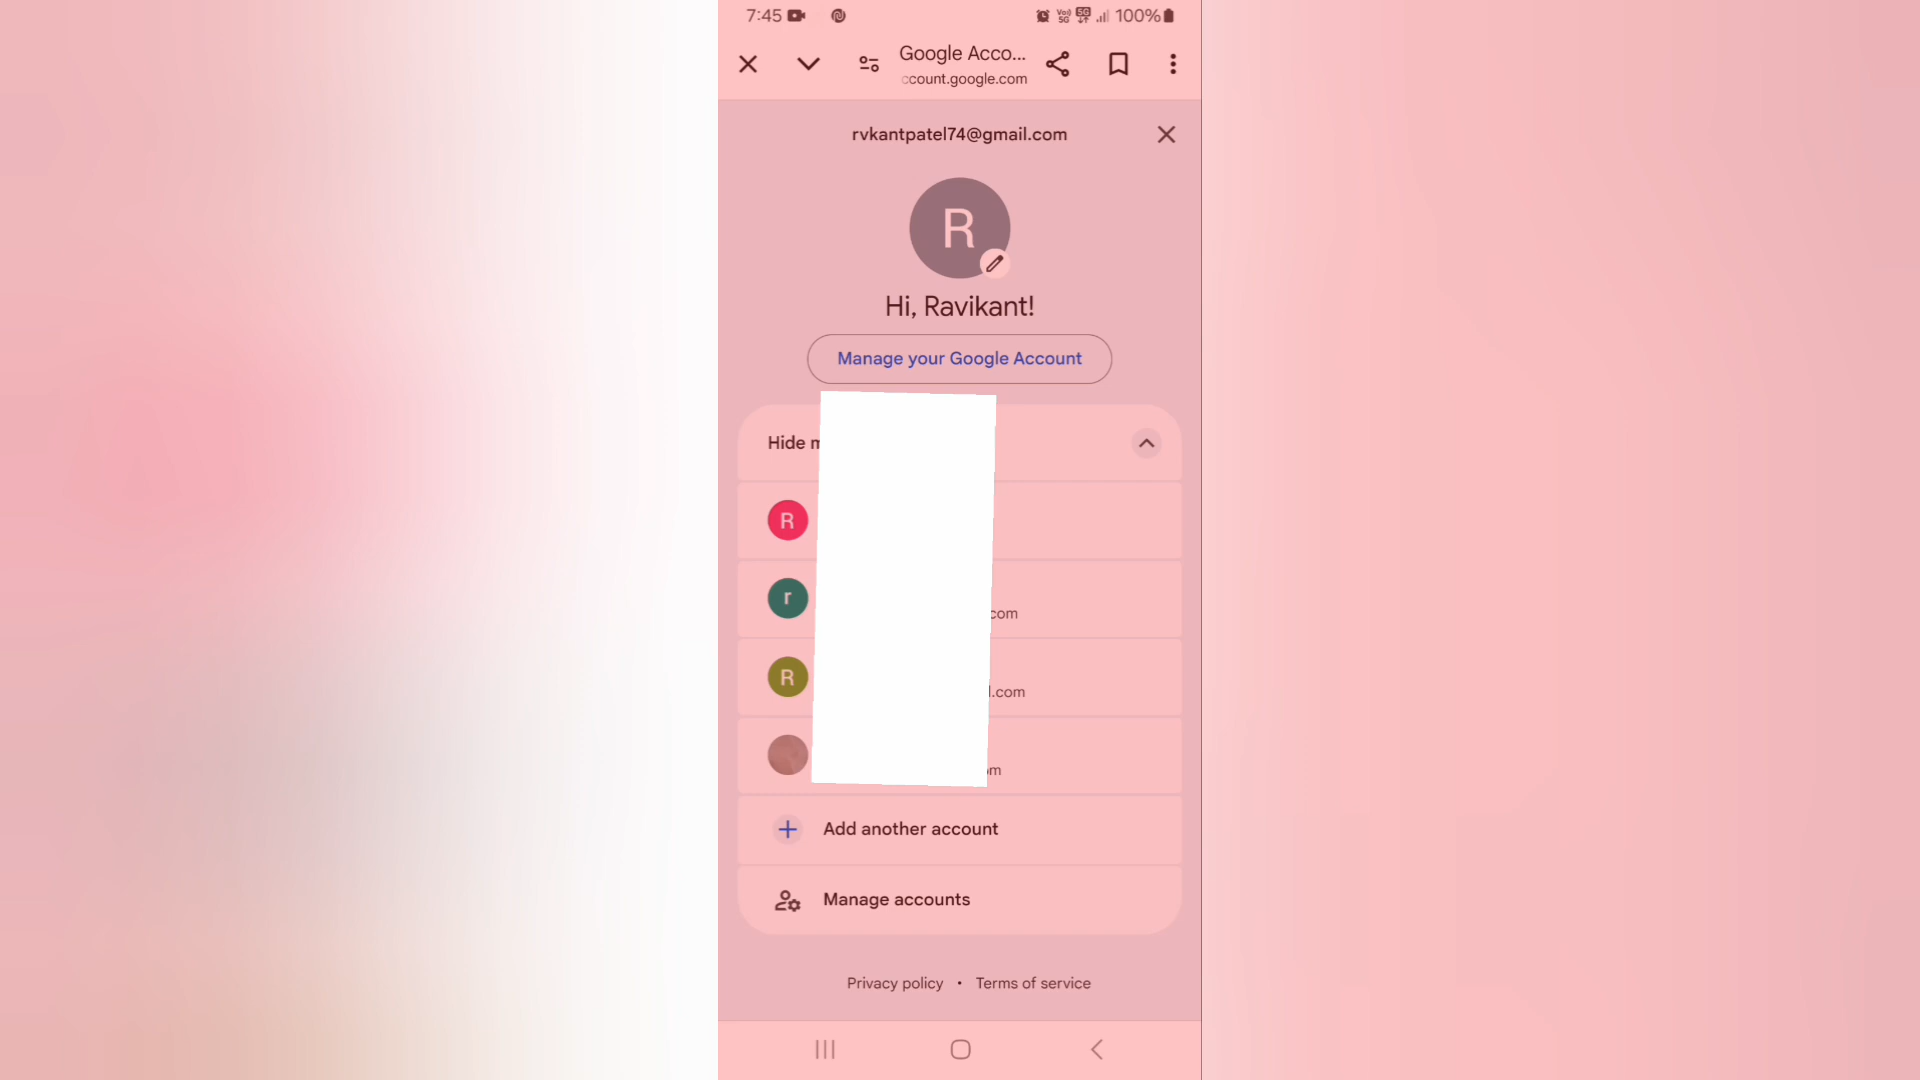 7:45 100%
Google Acco...
ccount.google.com
rvkantpatel74@gmail.com
R
Hi, Ravikant!
Manage your Google Account
Hide
R
r
.com
R
.com
Add another account
Manage accounts
Privacy policy • Terms of service